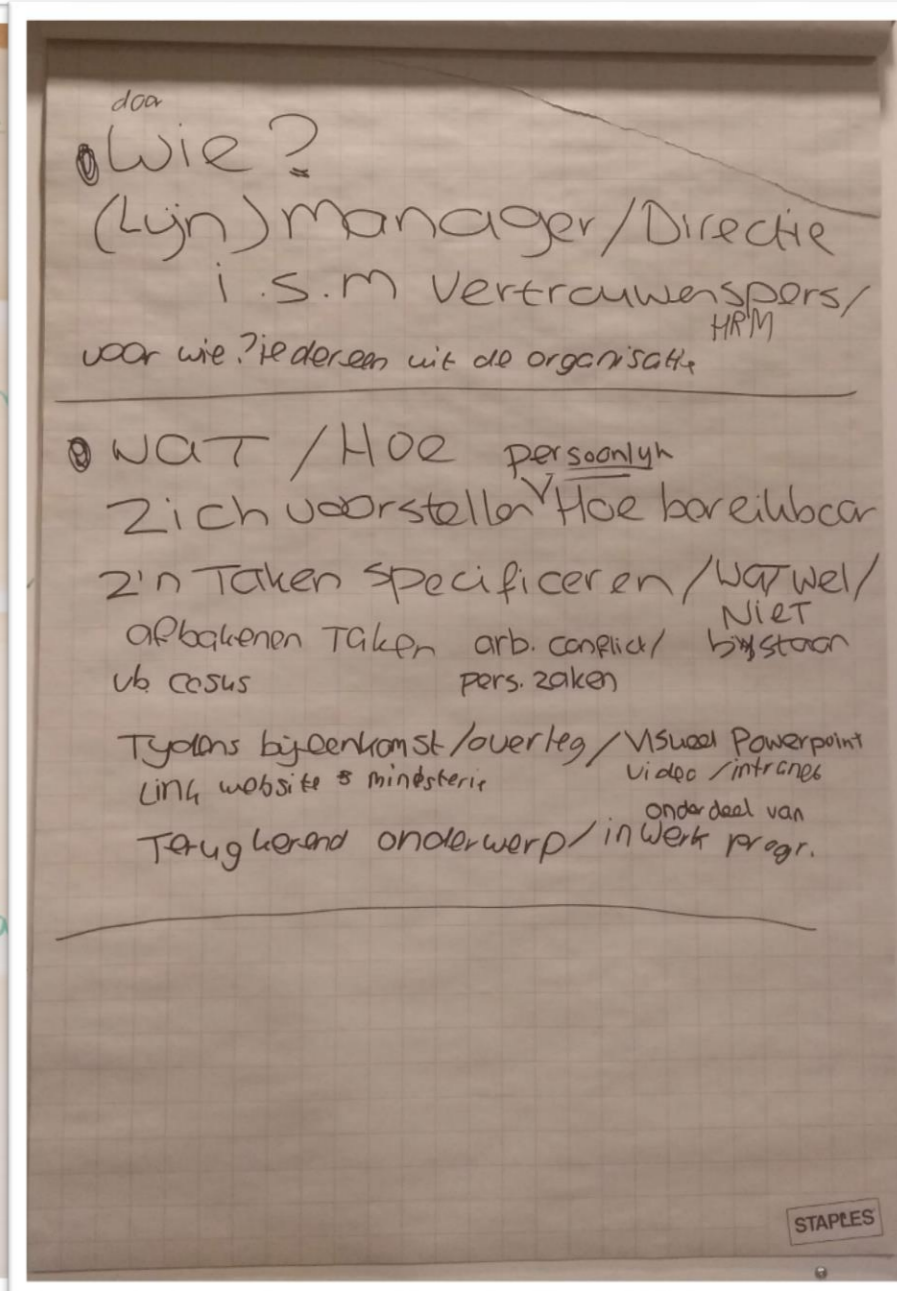 door
Wie?
(Lijn) manager/Directie
i.s.m vertrouwenspers/
HRM
voor wie? iedereen uit de organisatie
WAT / HOE persoonlyk
Zich voorstellen Hoe bereikbaar
z'n Taken specificeren / WAT wel/
NIET
afbakenen Taken arb. conflict/ bijstaan
vb casus pers. zaken
Tydens bijeenkomst/overleg / Visueel Powerpoint
Link website ministerie video / intranet
onderdeel van
Terugkerend onderwerp / inwerk progr.
STAPLES